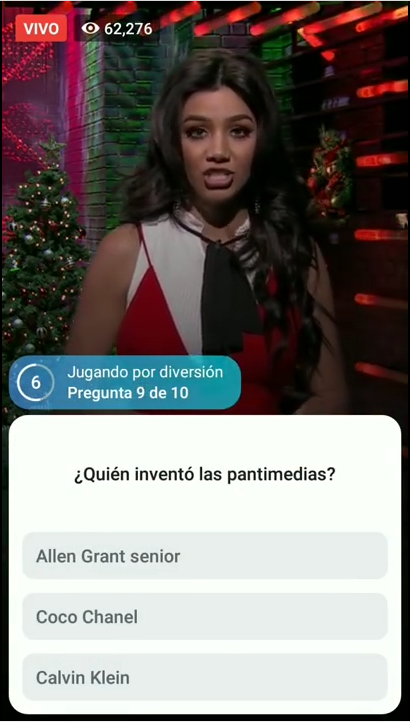 VIVO 62,276
6
Jugando por diversión
Pregunta 9 de 10
¿Quién inventó las pantimedias?
Allen Grant senior
Coco Chanel
Calvin Klein